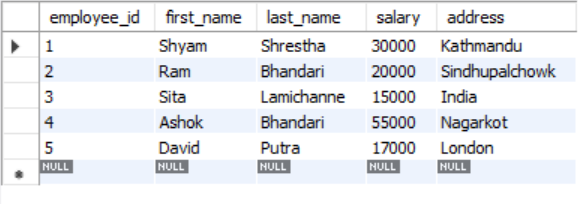 employee_id first_name last_name salary address
1 Shyam Shrestha 30000 Kathmandu
2 Ram Bhandari 20000 Sindhupalchowk
3 Sita Lamichanne 15000 India
4 Ashok Bhandari 55000 Nagarkot
5 David Putra 17000 London
NULL NULL NULL NULL NULL